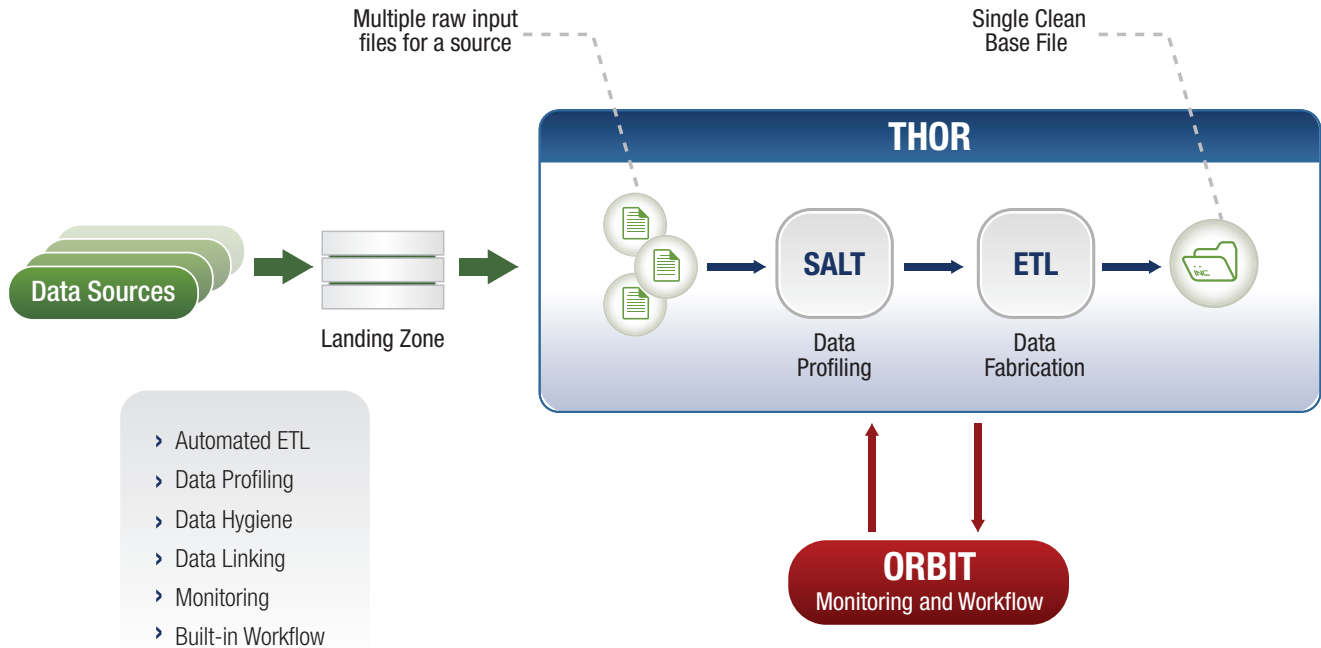 Multiple raw input
files for a source
Single Clean
Base File
THOR
Data Sources
Landing Zone
SALT
Data
Profiling
ETL
Data
Fabrication
INC
› Automated ETL
› Data Profiling
› Data Hygiene
› Data Linking
› Monitoring
› Built-in Workflow
ORBIT
Monitoring and Workflow